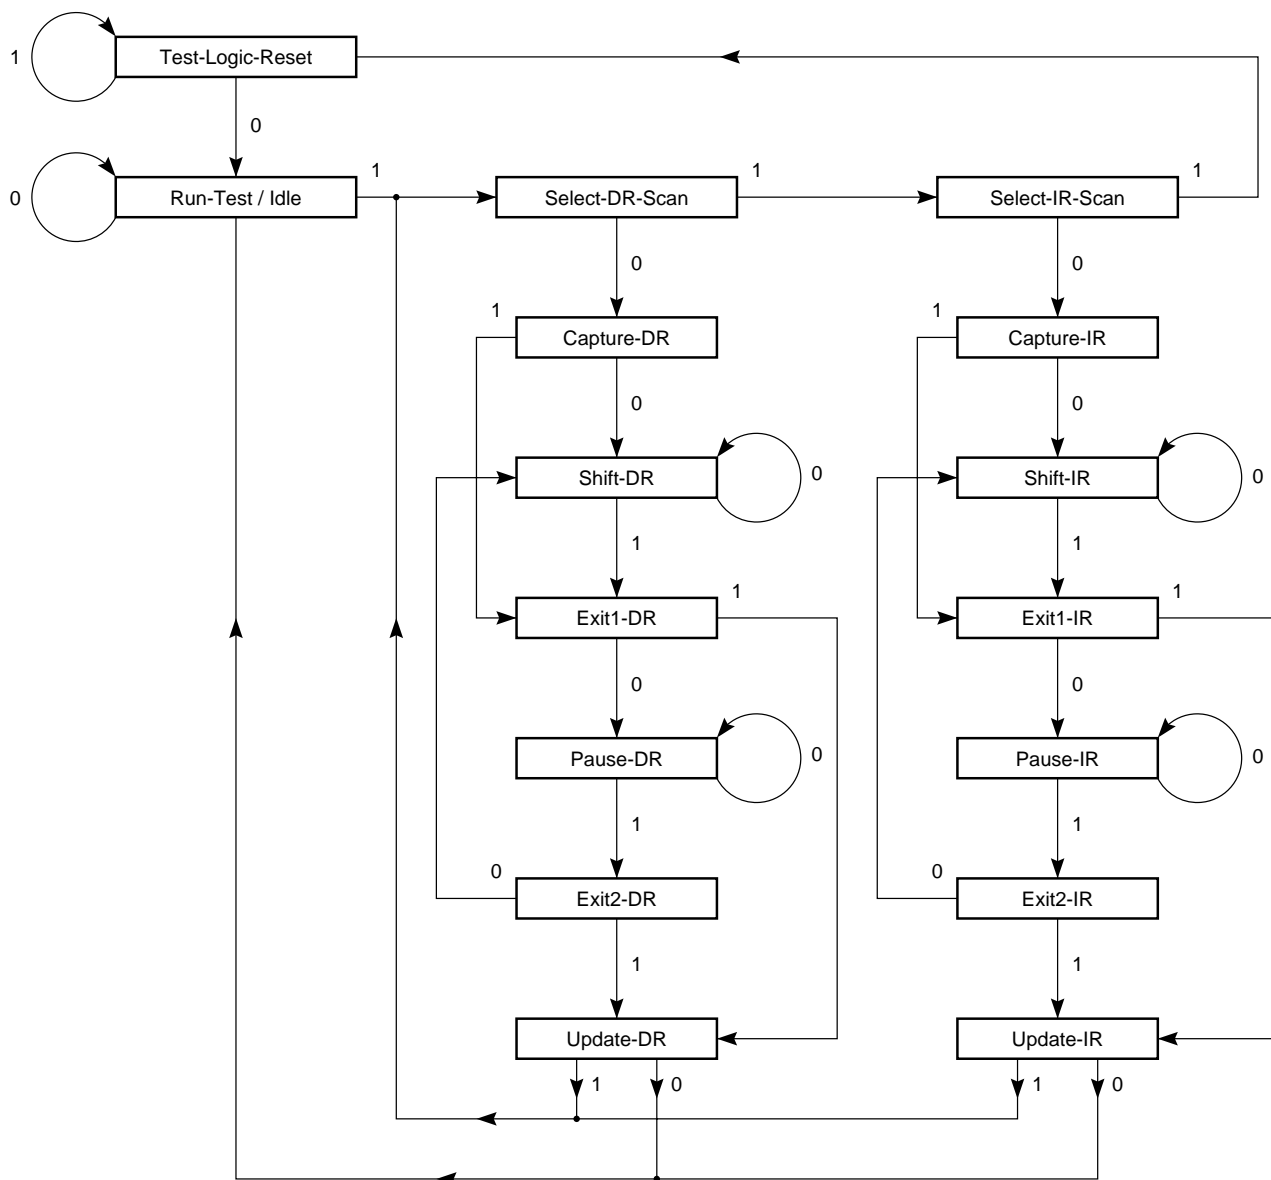 1
Test-Logic-Reset
0
0
Run-Test / Idle
1
Select-DR-Scan
1
Select-IR-Scan
1
0
0
1
Capture-DR
1
Capture-IR
0
0
Shift-DR
0
Shift-IR
0
1
1
Exit1-DR
1
Exit1-IR
1
0
0
Pause-DR
0
Pause-IR
0
1
1
0
Exit2-DR
0
Exit2-IR
1
1
Update-DR
Update-IR
1
0
1
0